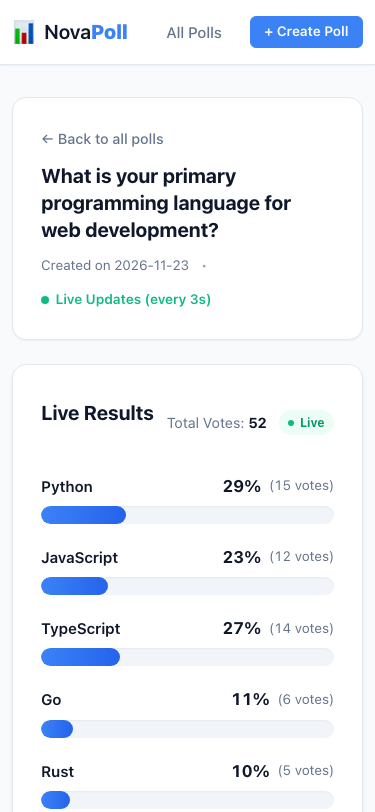 NovaPoll
All Polls
+ Create Poll
← Back to all polls
What is your primary
programming language for
web development?
Created on 2026-11-23 •
Live Updates (every 3s)
Live Results
Total Votes: 52
Live
Python 29% (15 votes)
JavaScript 23% (12 votes)
TypeScript 27% (14 votes)
Go 11% (6 votes)
Rust 10% (5 votes)